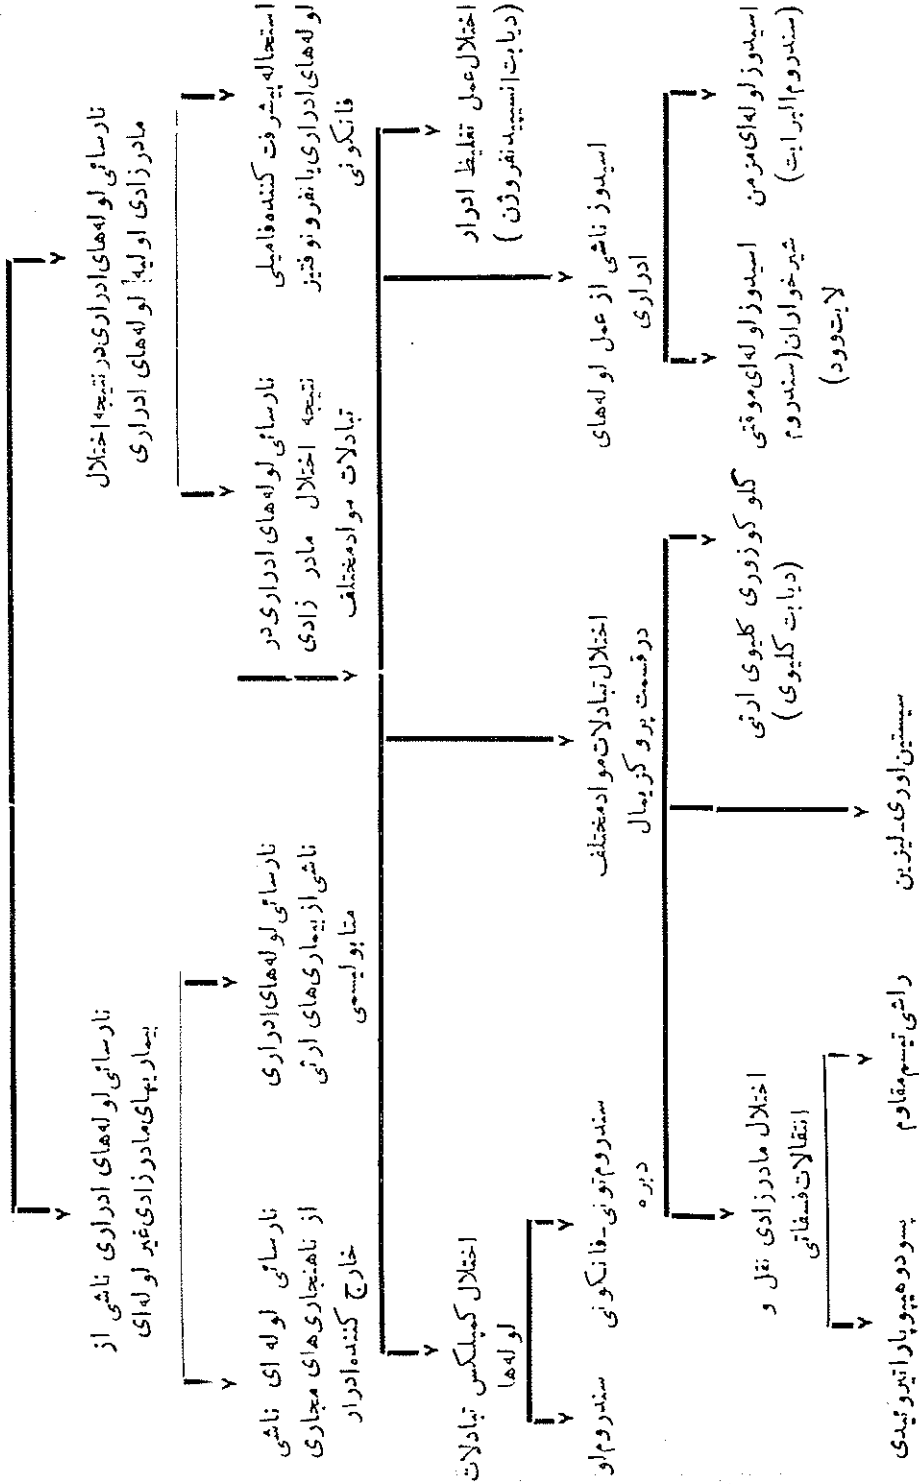 نارسائی لوله‌های ادراری در نتیجه اختلال
مادرزادی اولیه لوله‌های ادراری
نارسائی لوله‌های ادراری ناشی از
بیماریهای مادرزادی غیر لوله‌ای
استحاله پیشرفت کننده فامیلی
لوله‌های ادراری یا نفرونوفتیز
فانکونی
نارسائی لوله‌های ادراری در
نتیجه اختلال مادر زادی
تبادلات مواد مختلف
نارسائی لوله‌های ادراری
ناشی از بیماری‌های ارثی
متابولیسمی
نارسائی لوله ای ناشی
از ناهنجاری‌های مجاری
خارج کننده ادرار
اختلال عمل تغلیظ ادرار
(دیابت انسیپید نفروژن)
اسیدوز ناشی از عمل لوله‌های
ادراری
اختلال تبادلات مواد مختلف
در قسمت پروگزیمال
اختلال کمپلکس تبادلات
لوله‌ها
اسیدوز لوله‌ای مزمن
(سندروم البرایت)
اسیدوز لوله‌ای موقتی
شیرخواران (سندروم
لایت‌وود)
گلوکوزوری کلیوی ارثی
(دیابت کلیوی)
سیستین‌اوری-لیزین
اختلال مادرزادی نقل و
انتقالات فسفاتی
سندروم تونی-فانکونی
دبره
سندروم لو
راشی تیسم مقاوم
پسودوهیپوپاراتیروئیدی